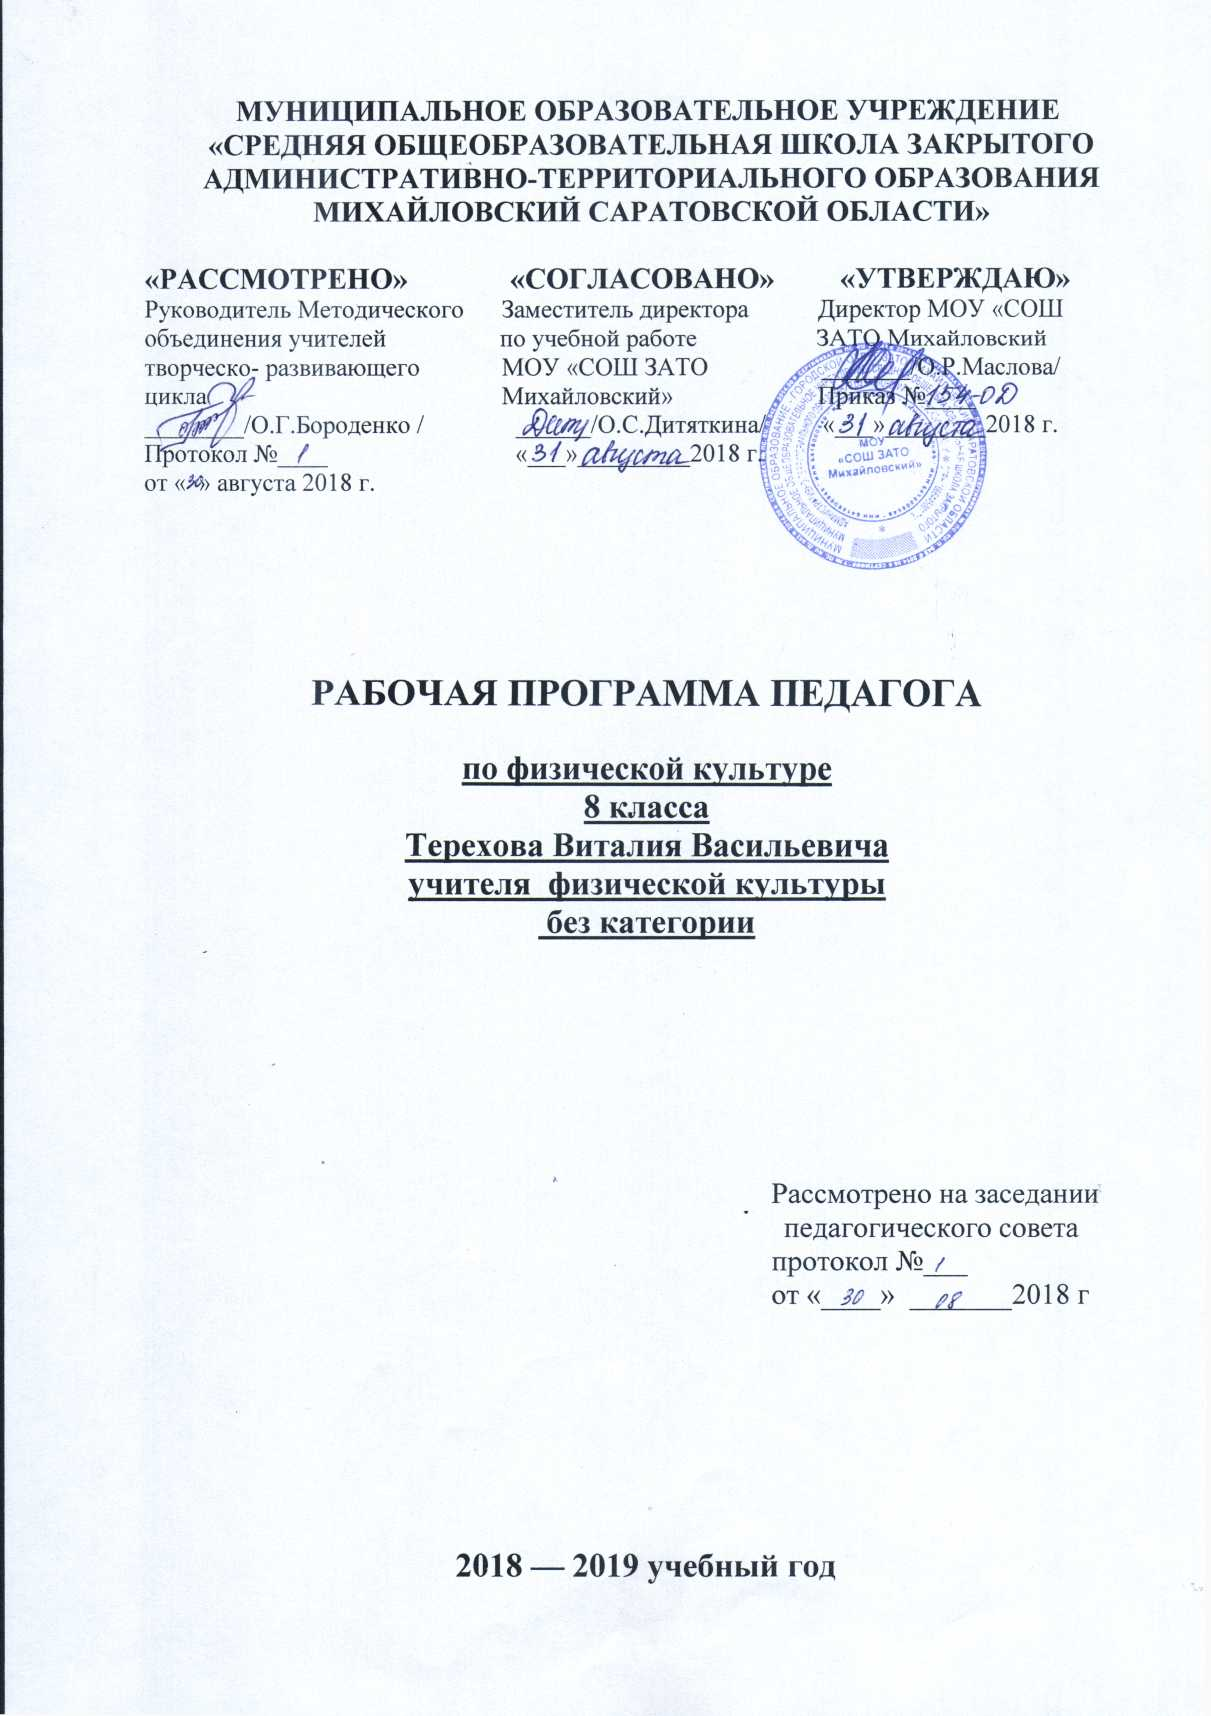 МУНИЦИПАЛЬНОЕ ОБРАЗОВАТЕЛЬНОЕ УЧРЕЖДЕНИЕ
«СРЕДНЯЯ ОБЩЕОБРАЗОВАТЕЛЬНАЯ ШКОЛА ЗАКРЫТОГО
АДМИНИСТРАТИВНО-ТЕРРИТОРИАЛЬНОГО ОБРАЗОВАНИЯ
МИХАЙЛОВСКИЙ САРАТОВСКОЙ ОБЛАСТИ»
«РАССМОТРЕНО»
Руководитель Методического
объединения учителей
творческо- развивающего
цикла
/О.Г.Бороденко /
Протокол № 1
от «30» августа 2018 г.
«СОГЛАСОВАНО»
Заместитель директора
по учебной работе
МОУ «СОШ ЗАТО
Михайловский»
/О.С.Дитяткина/
«31» августа 2018 г.
«УТВЕРЖДАЮ»
Директор МОУ «СОШ
ЗАТО Михайловский
/О.Р.Маслова/
Приказ №154-ОД
«31» августа 2018 г.
МОУ
«СОШ ЗАТО
Михайловский»
РАБОЧАЯ ПРОГРАММА ПЕДАГОГА
по физической культуре
8 класса
Терехова Виталия Васильевича
учителя физической культуры
без категории
Рассмотрено на заседании
педагогического совета
протокол № 1
от «30» 08 2018 г
2018 — 2019 учебный год